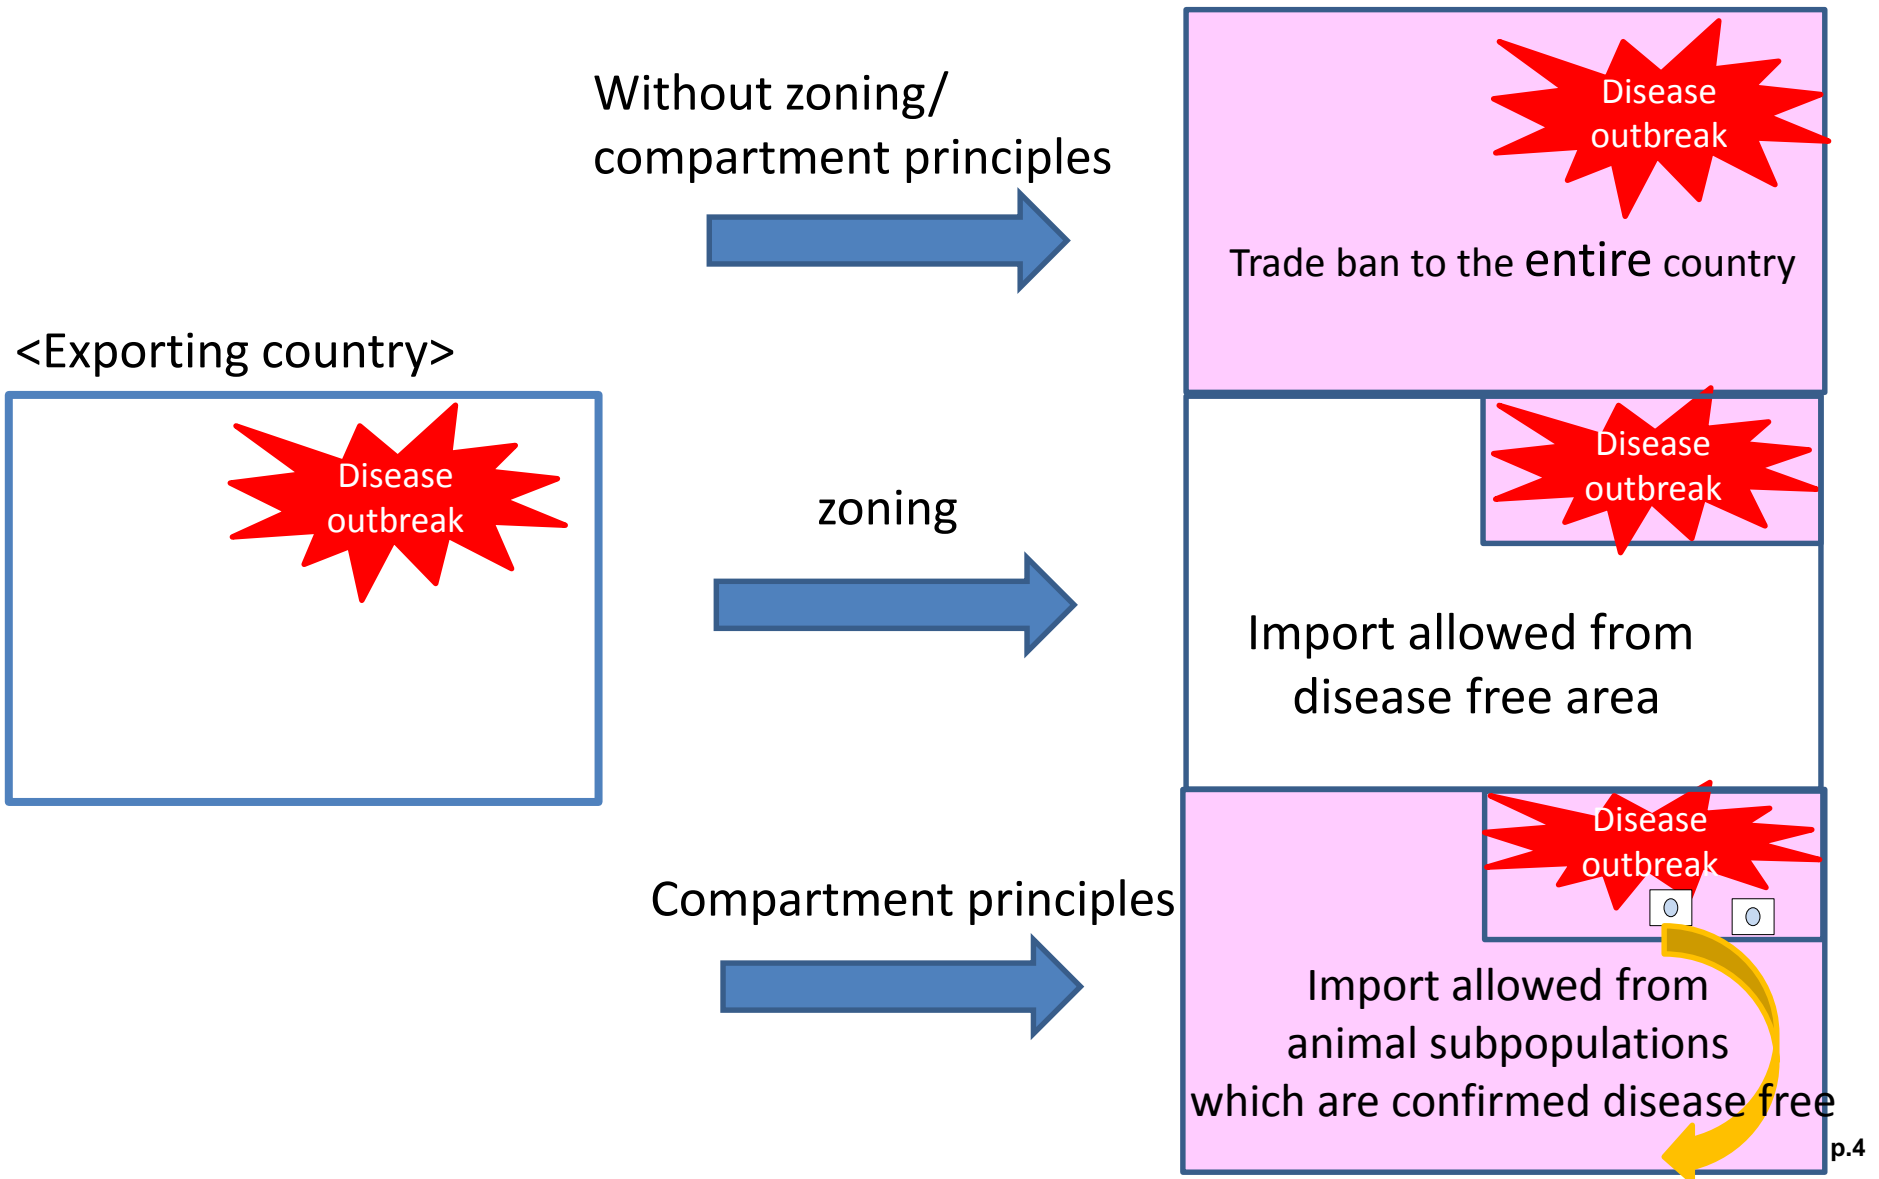 Without zoning/
compartment principles
Disease
outbreak
Trade ban to the entire country
<Exporting country>
Disease
outbreak
zoning
Disease
outbreak
Import allowed from
disease free area
Compartment principles
Disease
outbreak
Import allowed from
animal subpopulations
which are confirmed disease free
p.4